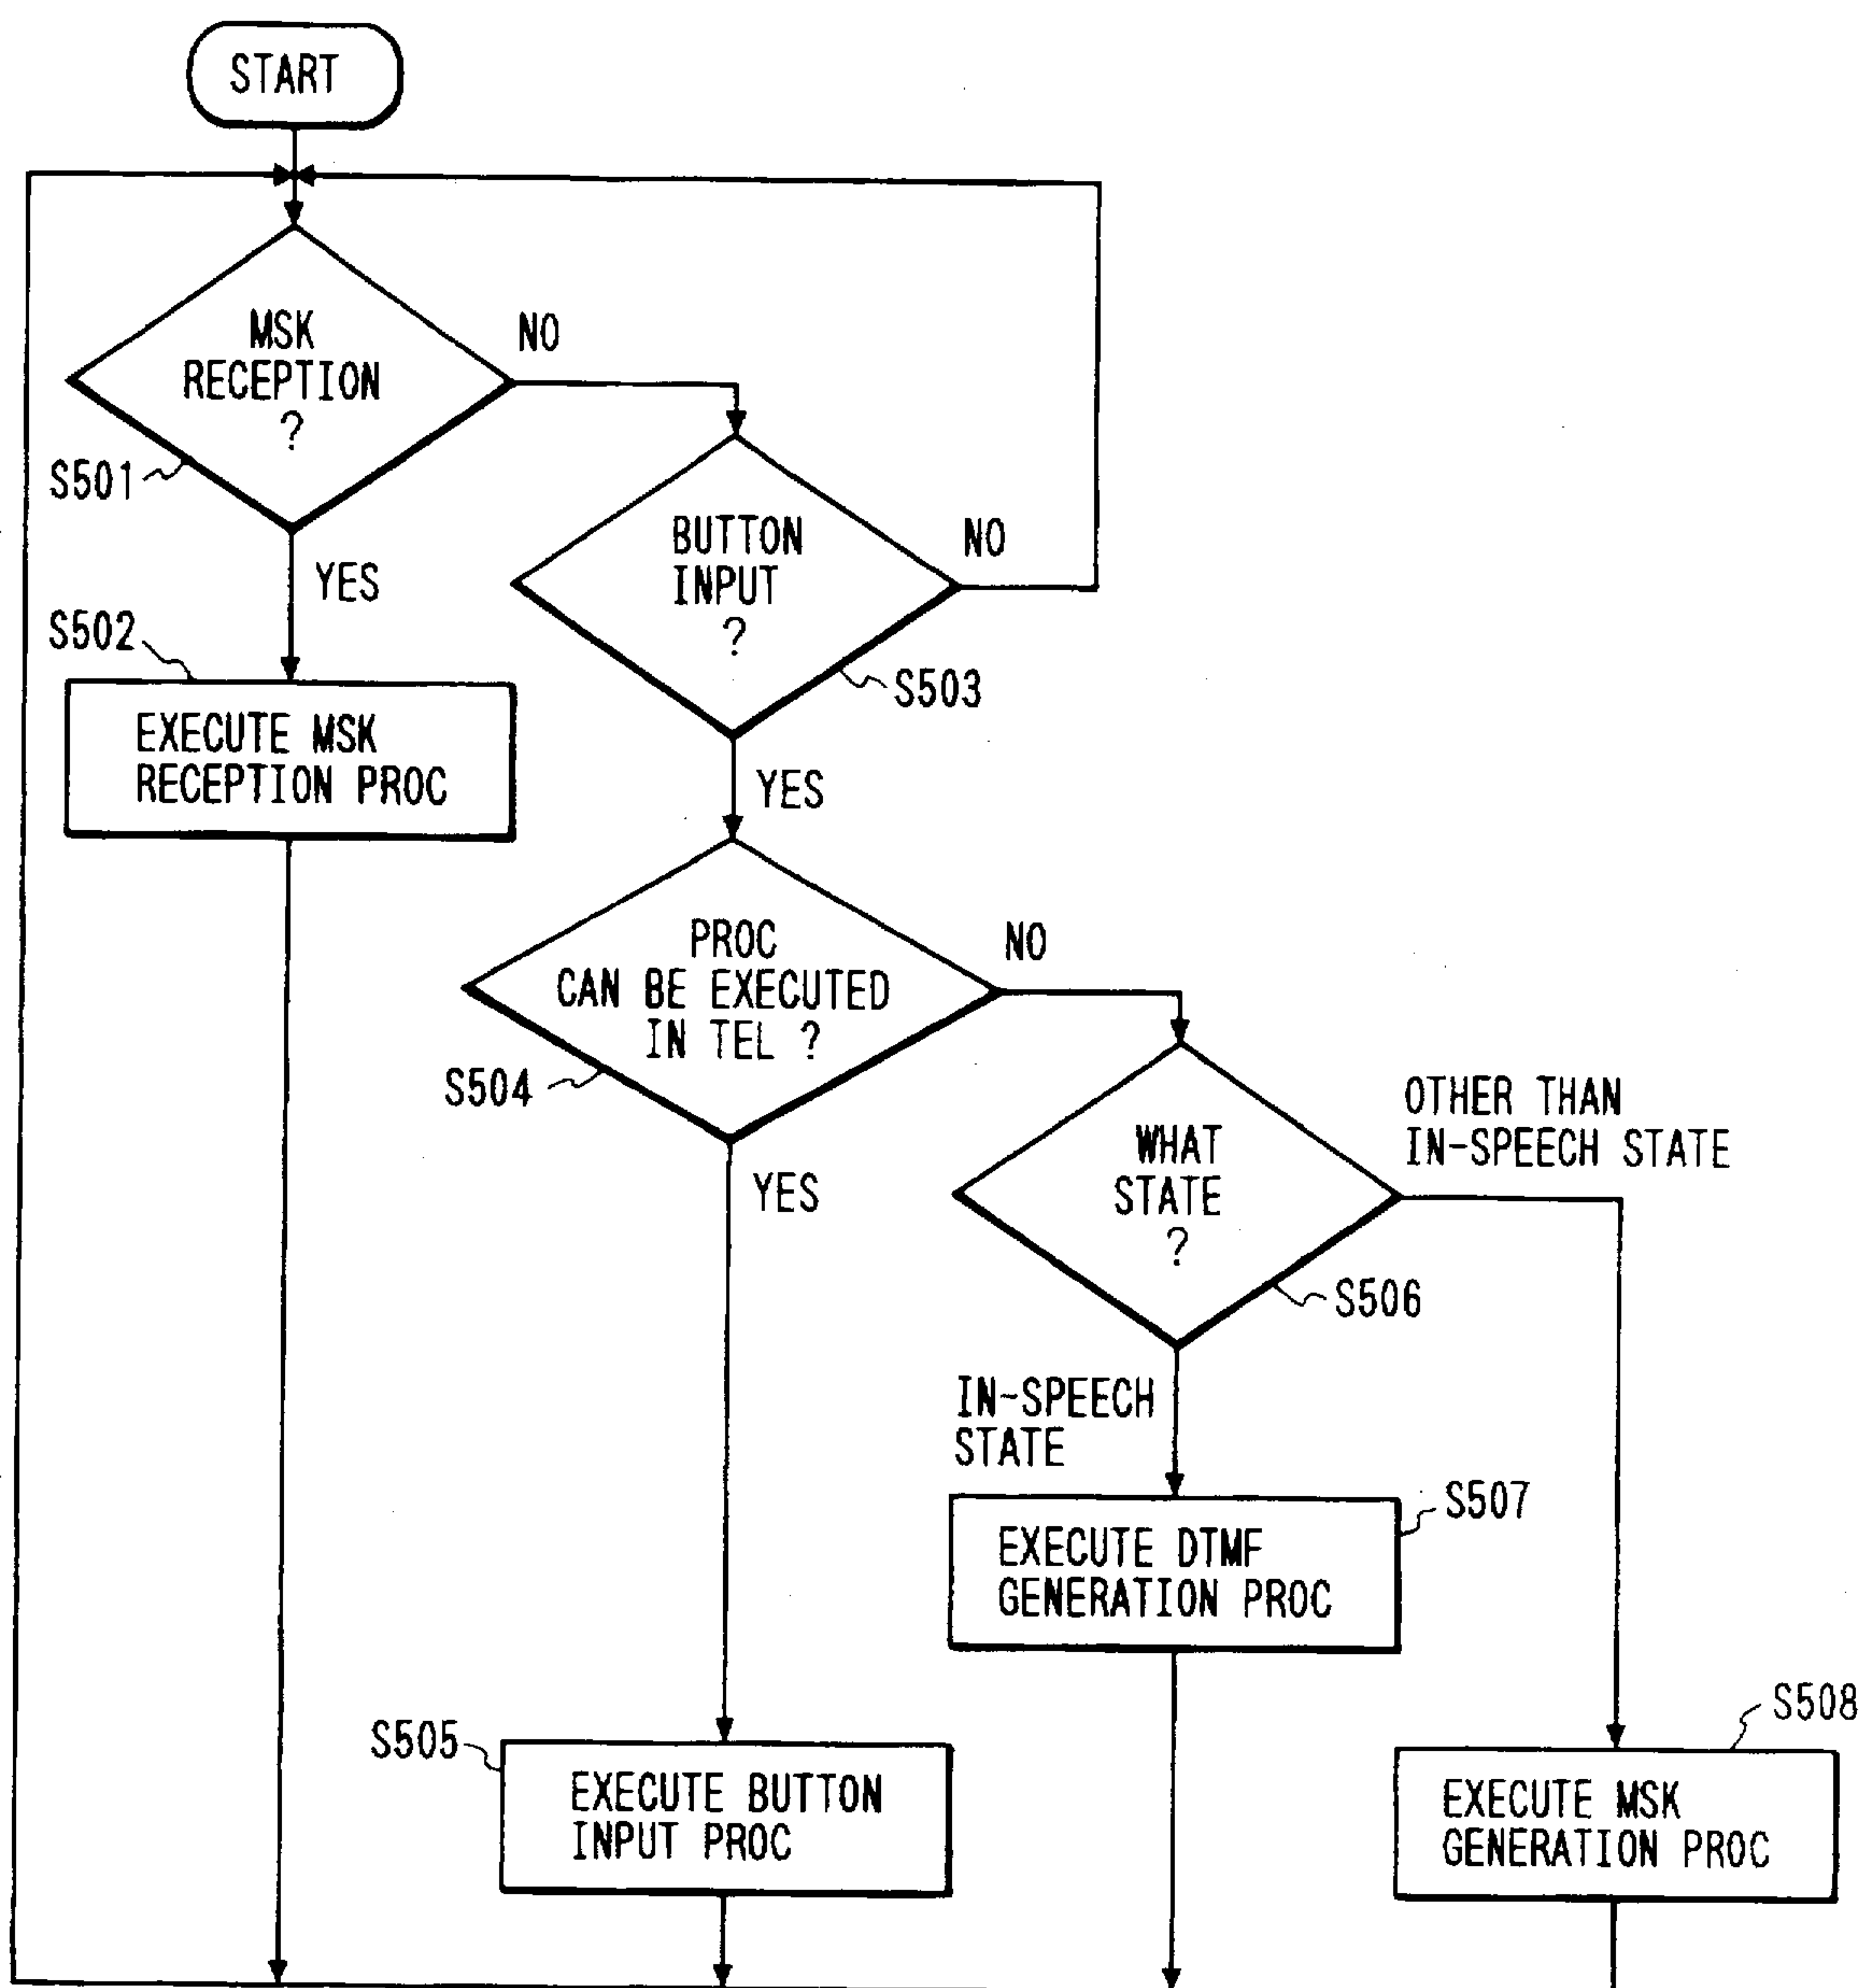 START
MSK
RECEPTION
?
NO
S501
YES
BUTTON
INPUT
?
NO
S502
S503
EXECUTE MSK
RECEPTION PROC
YES
PROC
CAN BE EXECUTED
IN TEL ?
NO
S504
YES
WHAT
STATE
?
OTHER THAN
IN-SPEECH STATE
S506
IN-SPEECH
STATE
S507
EXECUTE DTMF
GENERATION PROC
S505
EXECUTE BUTTON
INPUT PROC
S508
EXECUTE MSK
GENERATION PROC